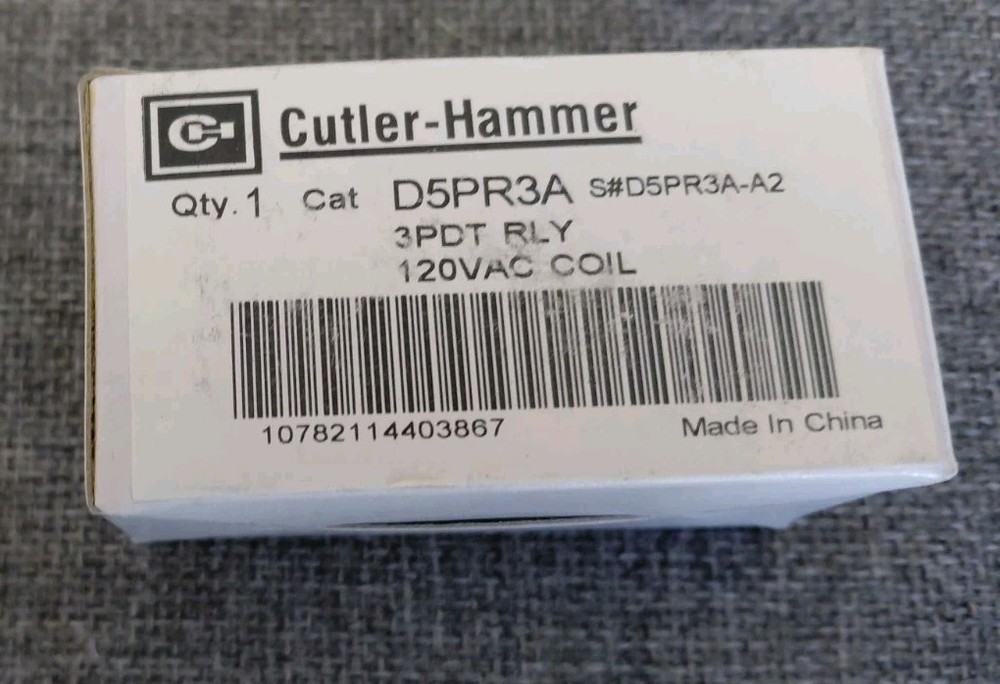 Cutler-Hammer
Qty. 1 Cat D5PR3A S#D5PR3A-A2
3PDT RLY
120VAC COIL
10782114403867 Made In China